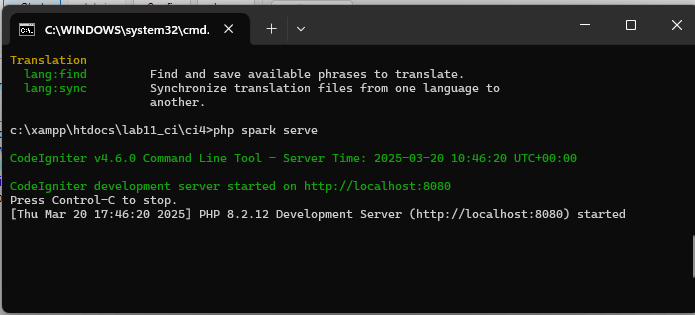 C:\WINDOWS\system32\cmd.
Translation
lang:find Find and save available phrases to translate.
lang:sync Synchronize translation files from one language to
another.
c:\xampp\htdocs\lab11_ci\ci4>php spark serve
CodeIgniter v4.6.0 Command Line Tool - Server Time: 2025-03-20 10:46:20 UTC+00:00
CodeIgniter development server started on http://localhost:8080
Press Control-C to stop.
[Thu Mar 20 17:46:20 2025] PHP 8.2.12 Development Server (http://localhost:8080) started